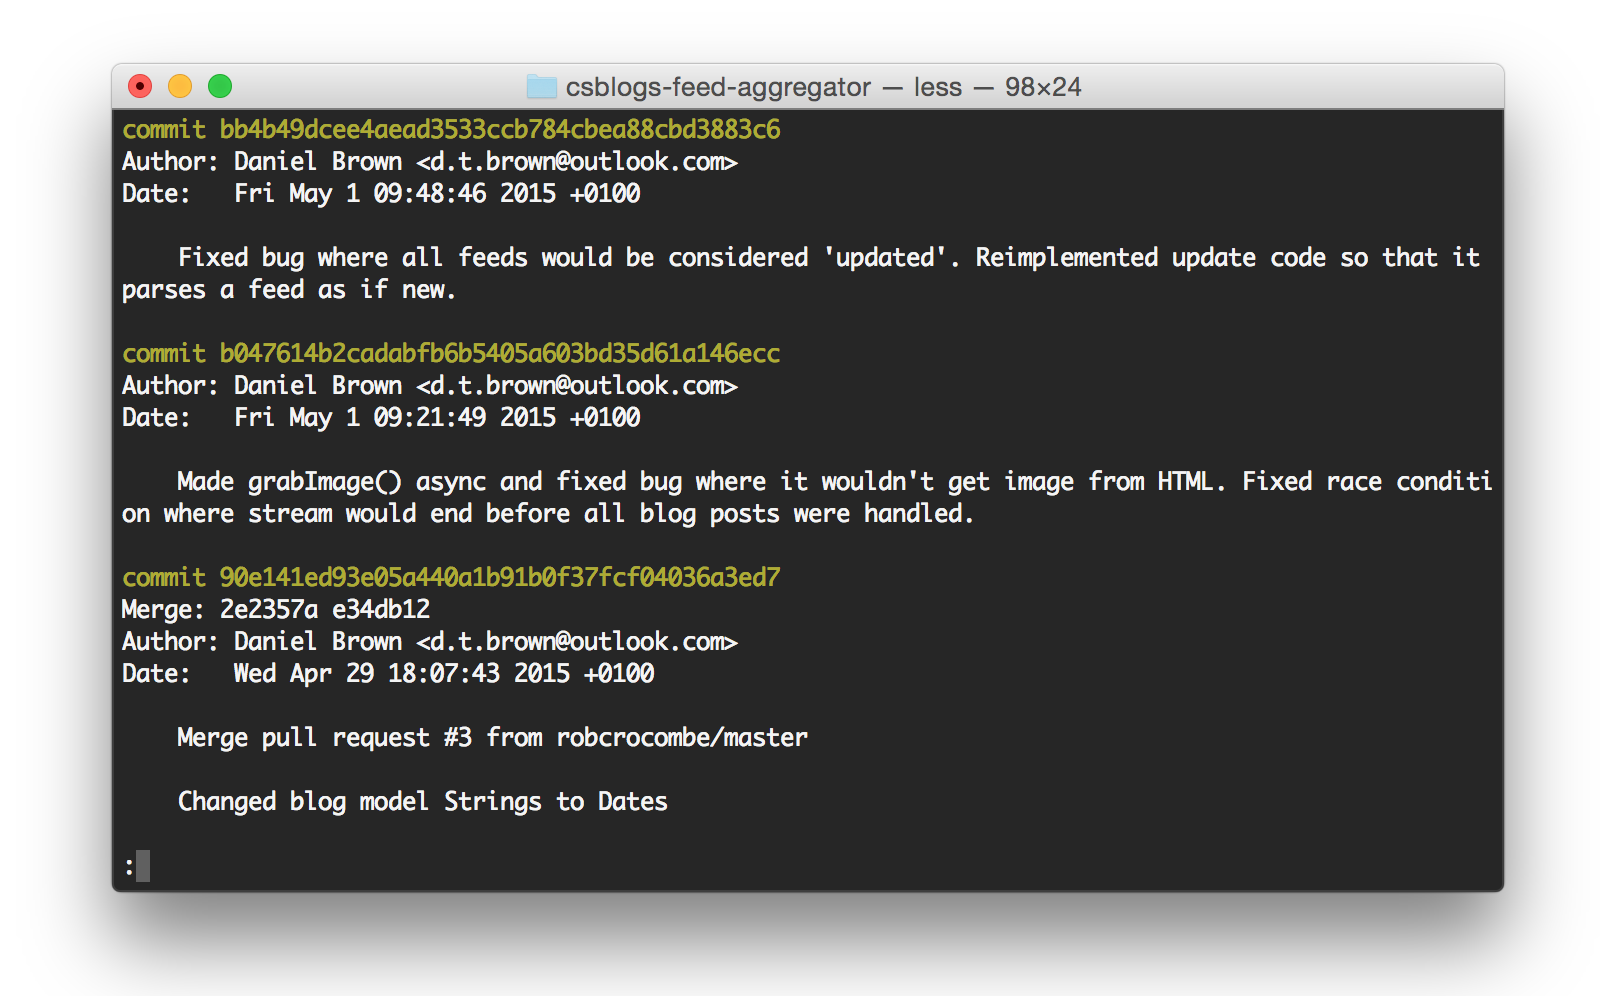 csblogs-feed-aggregator — less — 98×24
commit bb4b49dcee4aead3533ccb784cbea88cbd3883c6
Author: Daniel Brown <d.t.brown@outlook.com>
Date:   Fri May 1 09:48:46 2015 +0100
    Fixed bug where all feeds would be considered 'updated'. Reimplemented update code so that it
parses a feed as if new.
commit b047614b2cadabfb6b5405a603bd35d61a146ecc
Author: Daniel Brown <d.t.brown@outlook.com>
Date:   Fri May 1 09:21:49 2015 +0100
    Made grabImage() async and fixed bug where it wouldn't get image from HTML. Fixed race conditi
on where stream would end before all blog posts were handled.
commit 90e141ed93e05a440a1b91b0f37fcf04036a3ed7
Merge: 2e2357a e34db12
Author: Daniel Brown <d.t.brown@outlook.com>
Date:   Wed Apr 29 18:07:43 2015 +0100
    Merge pull request #3 from robcrocombe/master
    Changed blog model Strings to Dates
: